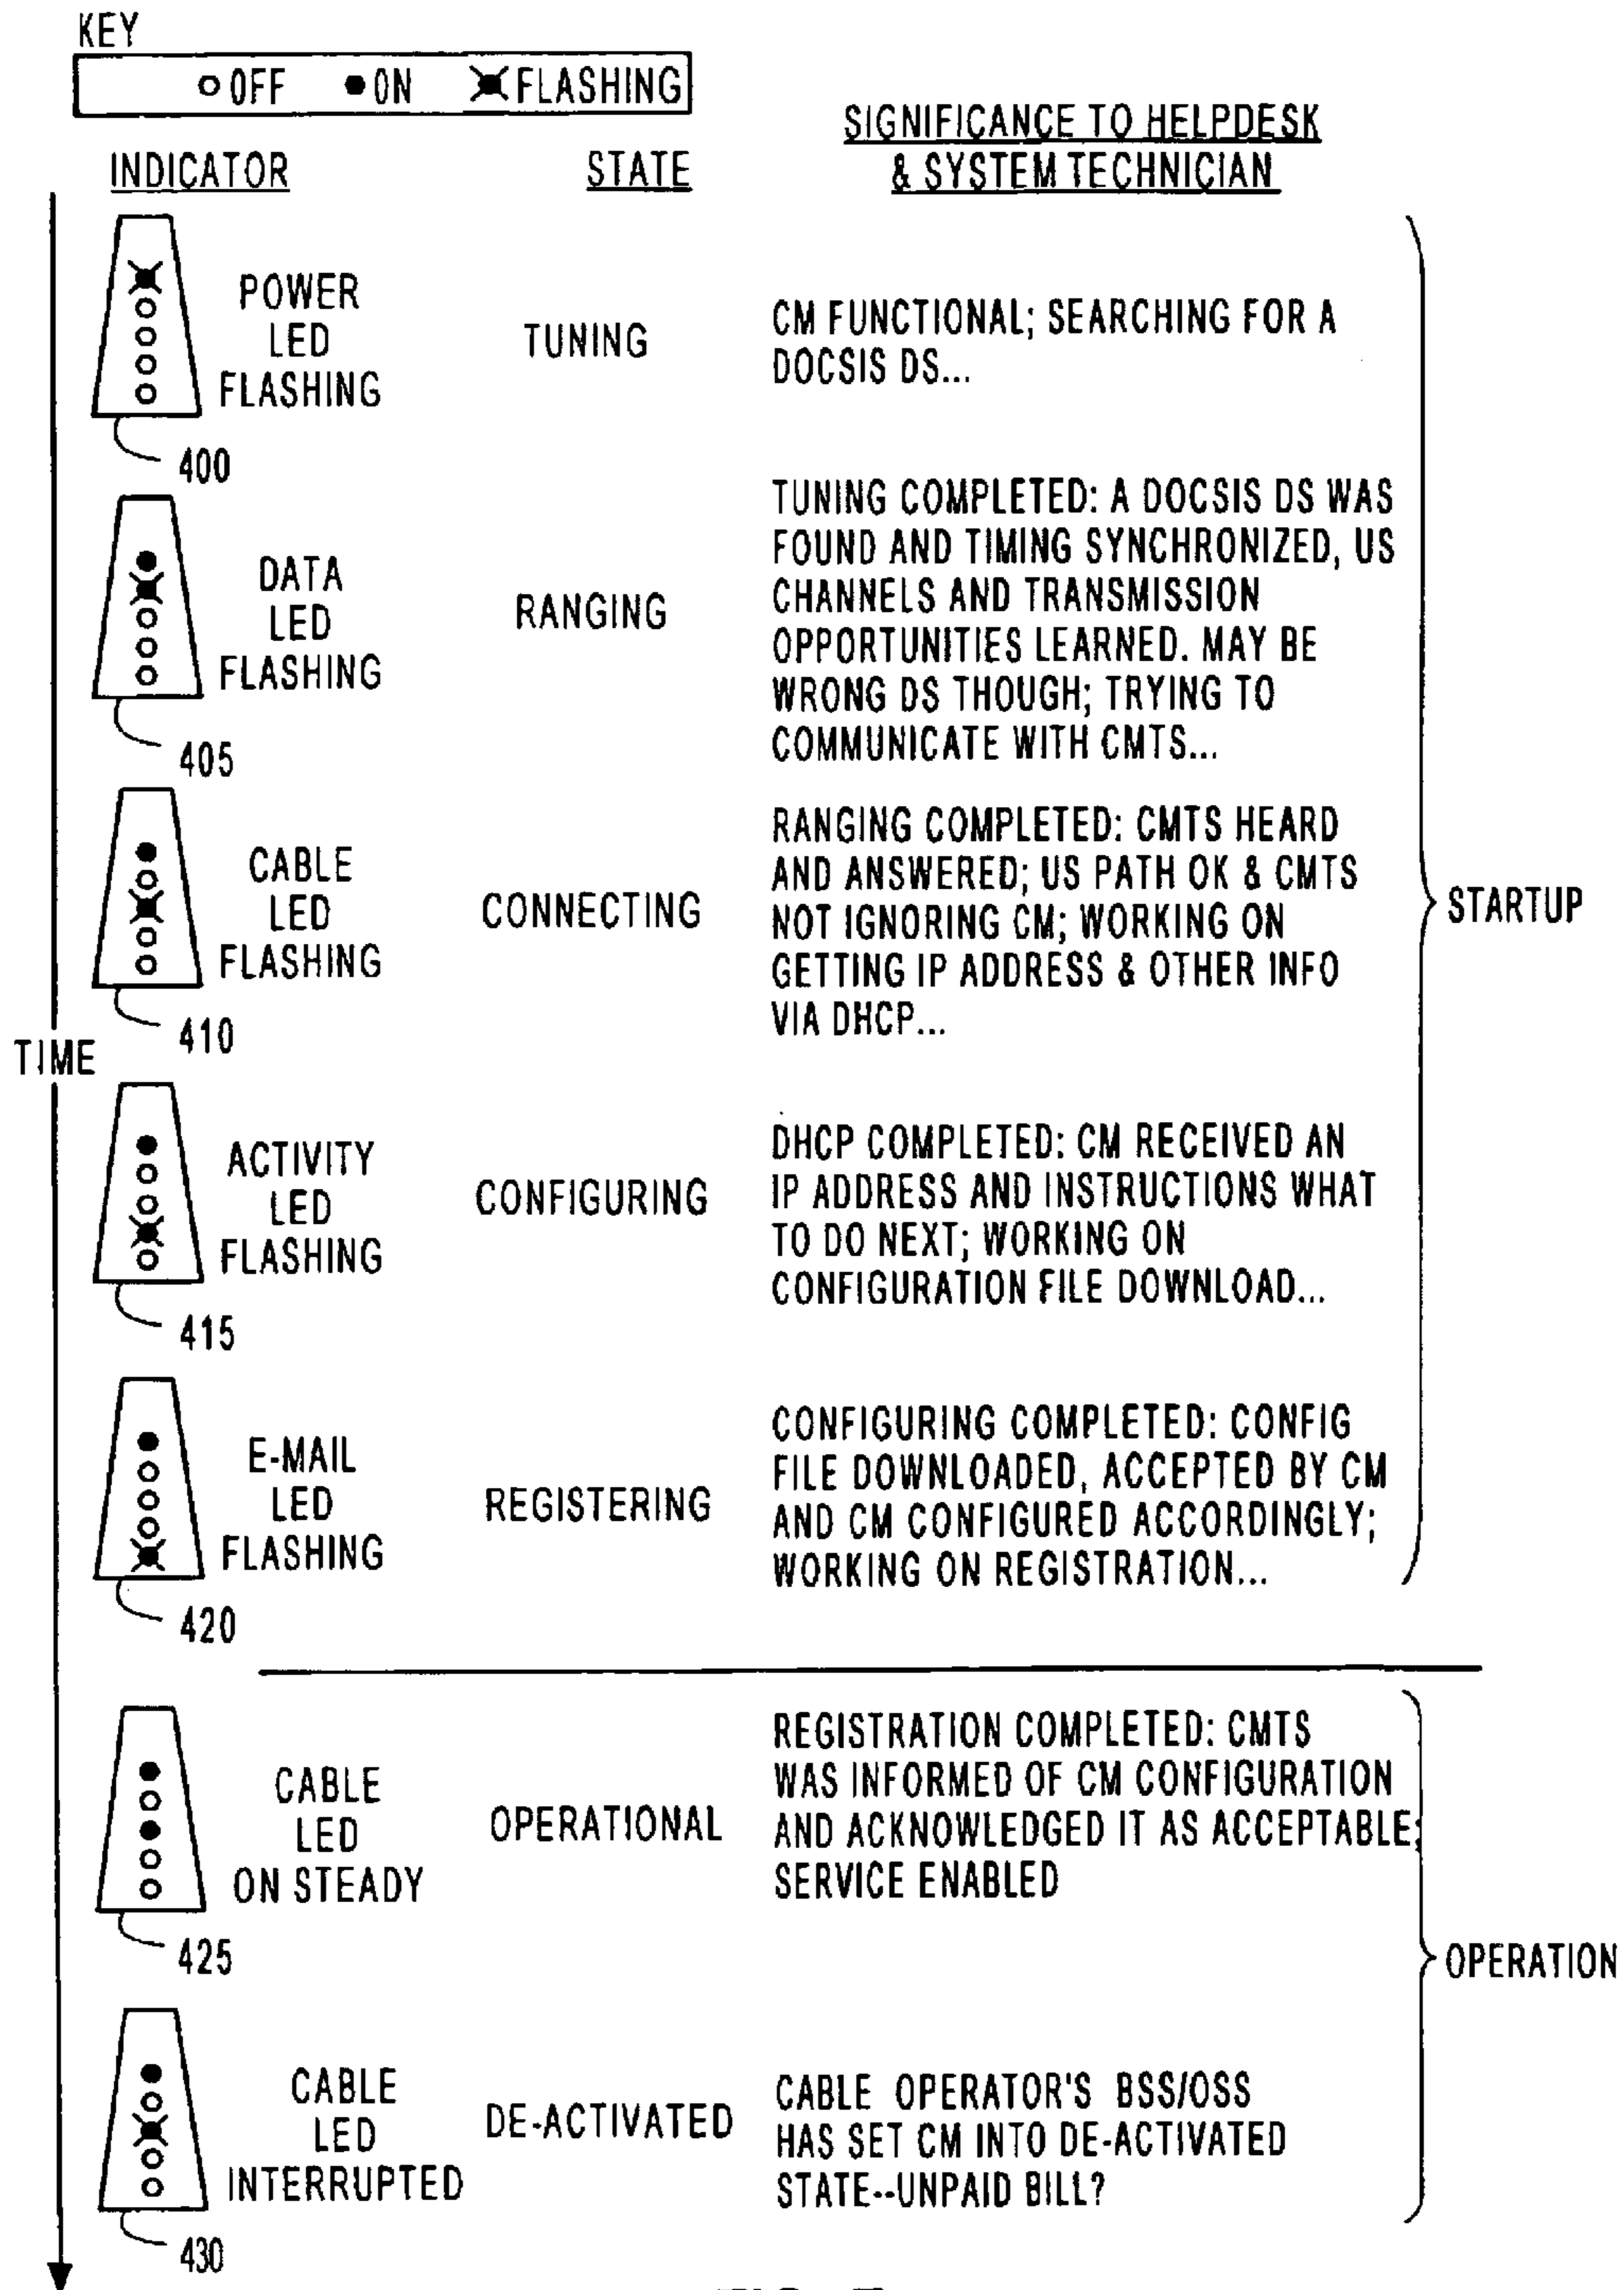 KEY
OFF ON FLASHING
INDICATOR
STATE
SIGNIFICANCE TO HELPDESK
& SYSTEM TECHNICIAN
TIME
POWER
LED
FLASHING
400
TUNING
CM FUNCTIONAL; SEARCHING FOR A
DOCSIS DS...
DATA
LED
FLASHING
405
RANGING
TUNING COMPLETED: A DOCSIS DS WAS
FOUND AND TIMING SYNCHRONIZED, US
CHANNELS AND TRANSMISSION
OPPORTUNITIES LEARNED. MAY BE
WRONG DS THOUGH; TRYING TO
COMMUNICATE WITH CMTS...
CABLE
LED
FLASHING
410
CONNECTING
RANGING COMPLETED: CMTS HEARD
AND ANSWERED; US PATH OK & CMTS
NOT IGNORING CM; WORKING ON
GETTING IP ADDRESS & OTHER INFO
VIA DHCP...
ACTIVITY
LED
FLASHING
415
CONFIGURING
DHCP COMPLETED: CM RECEIVED AN
IP ADDRESS AND INSTRUCTIONS WHAT
TO DO NEXT; WORKING ON
CONFIGURATION FILE DOWNLOAD...
E-MAIL
LED
FLASHING
420
REGISTERING
CONFIGURING COMPLETED: CONFIG
FILE DOWNLOADED, ACCEPTED BY CM
AND CM CONFIGURED ACCORDINGLY;
WORKING ON REGISTRATION...
STARTUP
CABLE
LED
ON STEADY
425
OPERATIONAL
REGISTRATION COMPLETED: CMTS
WAS INFORMED OF CM CONFIGURATION
AND ACKNOWLEDGED IT AS ACCEPTABLE;
SERVICE ENABLED
CABLE
LED
INTERRUPTED
430
DE-ACTIVATED
CABLE OPERATOR'S BSS/OSS
HAS SET CM INTO DE-ACTIVATED
STATE--UNPAID BILL?
OPERATION